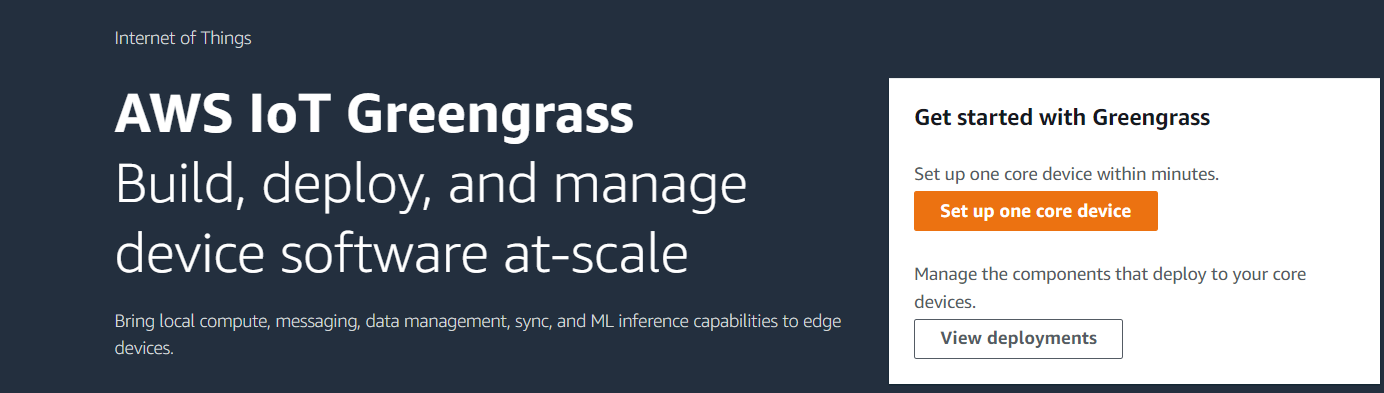 Internet of Things
AWS IoT Greengrass
Build, deploy, and manage
device software at-scale
Bring local compute, messaging, data management, sync, and ML inference capabilities to edge
devices.
Get started with Greengrass
Set up one core device within minutes.
Set up one core device
Manage the components that deploy to your core
devices.
View deployments